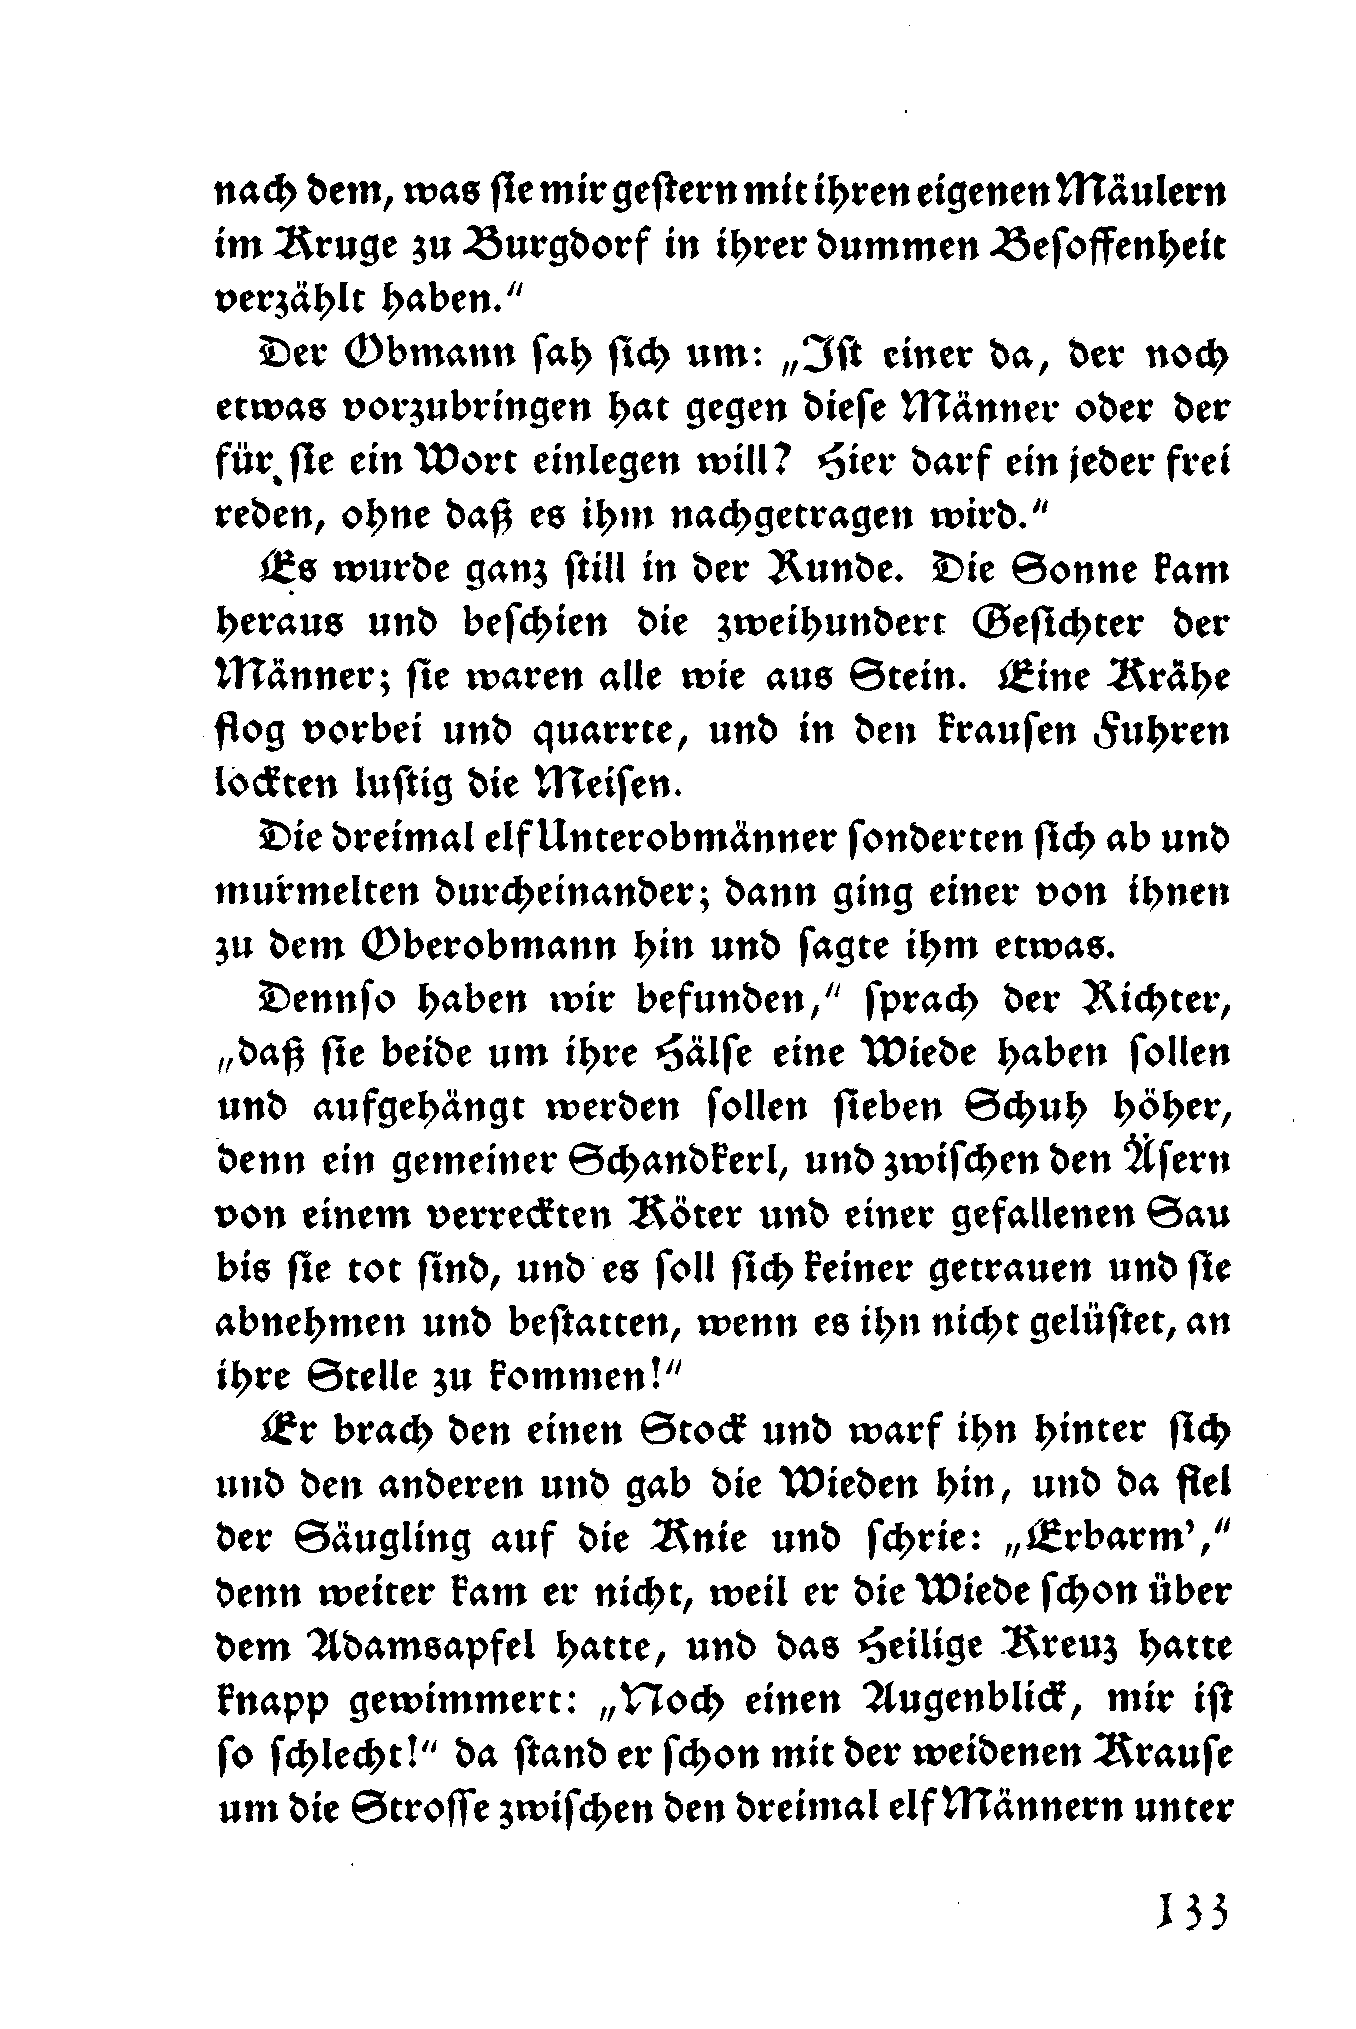 nach dem, was ſie mir geſtern mit ihren eigenen Mäulern
im Kruge zu Burgdorf in ihrer dummen Beſoffenheit
verzählt haben.“
Der Obmann ſah ſich um: „Iſt einer da, der noch
etwas vorzubringen hat gegen dieſe Männer oder der
für ſie ein Wort einlegen will? Hier darf ein jeder frei
reden, ohne daß es ihm nachgetragen wird.“
Es wurde ganz ſtill in der Runde. Die Sonne kam
heraus und beſchien die zweihundert Geſichter der
Männer; ſie waren alle wie aus Stein. Eine Krähe
flog vorbei und quarrte, und in den krauſen Fuhren
lockten luſtig die Meiſen.
Die dreimal elf Unterobmänner ſonderten ſich ab und
murmelten durcheinander; dann ging einer von ihnen
zu dem Oberobmann hin und ſagte ihm etwas.
Dennſo haben wir befunden,“ ſprach der Richter,
„daß ſie beide um ihre Hälſe eine Wiede haben ſollen
und aufgehängt werden ſollen ſieben Schuh höher,
denn ein gemeiner Schandkerl, und zwiſchen den Äſern
von einem verreckten Köter und einer gefallenen Sau
bis ſie tot ſind, und es ſoll ſich keiner getrauen und ſie
abnehmen und beſtatten, wenn es ihn nicht gelüſtet, an
ihre Stelle zu kommen!“
Er brach den einen Stock und warf ihn hinter ſich
und den anderen und gab die Wieden hin, und da fiel
der Säugling auf die Knie und ſchrie: „Erbarm’,“
denn weiter kam er nicht, weil er die Wiede ſchon über
dem Adamsapfel hatte, und das Heilige Kreuz hatte
knapp gewimmert: „Noch einen Augenblick, mir iſt
ſo ſchlecht!“ da ſtand er ſchon mit der weidenen Krauſe
um die Stroſſe zwiſchen den dreimal elf Männern unter
133